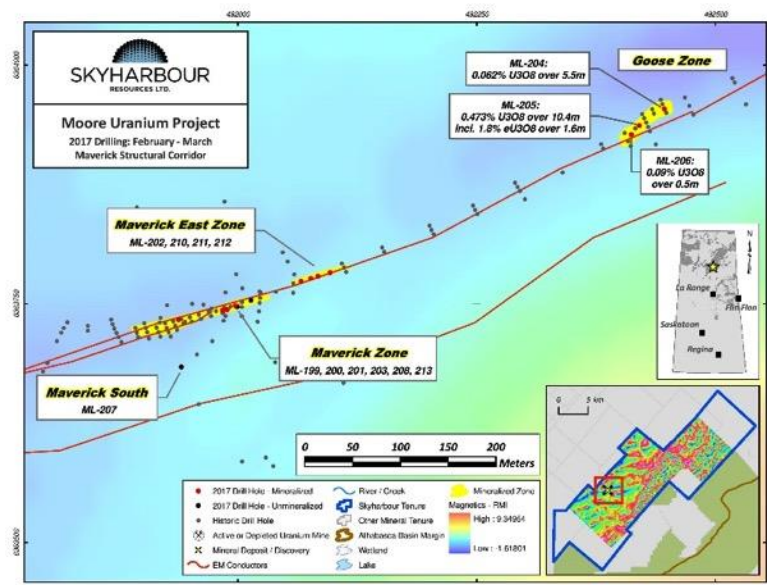 492000
492250
492500
6364000
6363750
6363500
SKYHARBOUR
RESOURCES LTD.
Moore Uranium Project
2017 Drilling: February - March
Maverick Structural Corridor
ML-204:
0.062% U3O8 over 5.5m
Goose Zone
ML-205:
0.473% U3O8 over 10.4m
incl. 1.8% eU3O8 over 1.6m
ML-206:
0.09% U3O8
over 0.5m
Maverick East Zone
ML-202, 210, 211, 212
Maverick Zone
ML-199, 200, 201, 203, 208, 213
Maverick South
ML-207
N
La Ronge
Flin Flon
Saskatoon
Regina
0 50 100 150 200
Meters
0 5 km
2017 Drill Hole - Mineralized
2017 Drill Hole - Unmineralized
Historic Drill Hole
Active or Depleted Uranium Mine
Mineral Deposit / Discovery
EM Conductors
River / Creek
Skyharbour Tenure
Other Mineral Tenure
Athabasca Basin Margin
Wetland
Lake
Mineralized Zone
Magnetics - RMI
High : 9.34954
Low : -1.61801